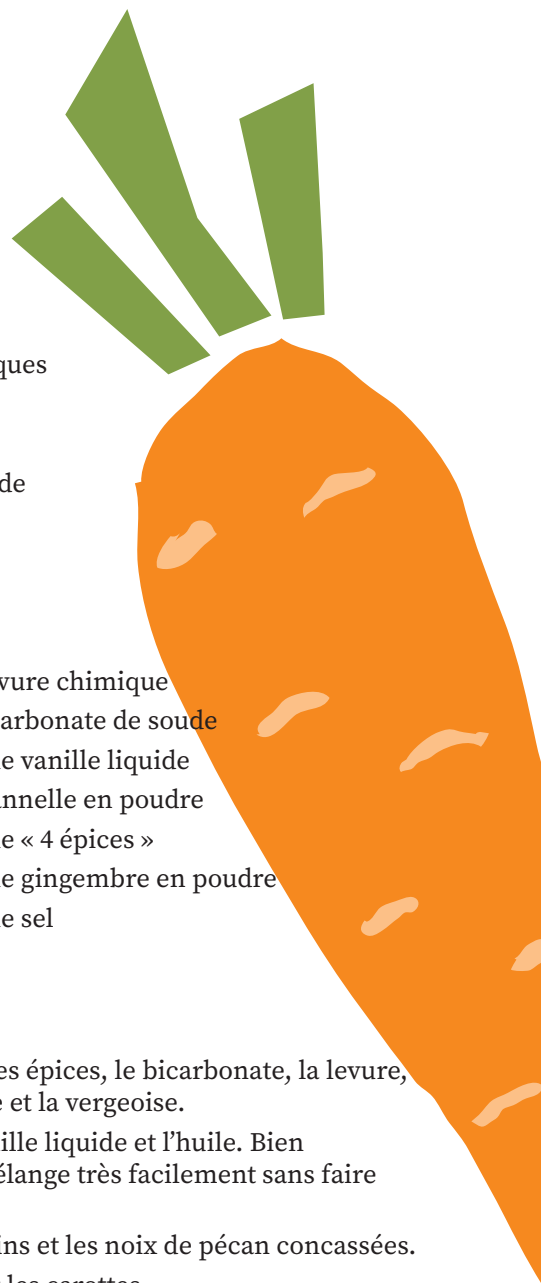 ques
de
vure chimique
arbonate de soude
e vanille liquide
nnelle en poudre
e « 4 épices »
e gingembre en poudre
e sel
es épices, le bicarbonate, la levure,
e et la vergeoise.
ille liquide et l’huile. Bien
élange très facilement sans faire
ins et les noix de pécan concassées.
les carottes